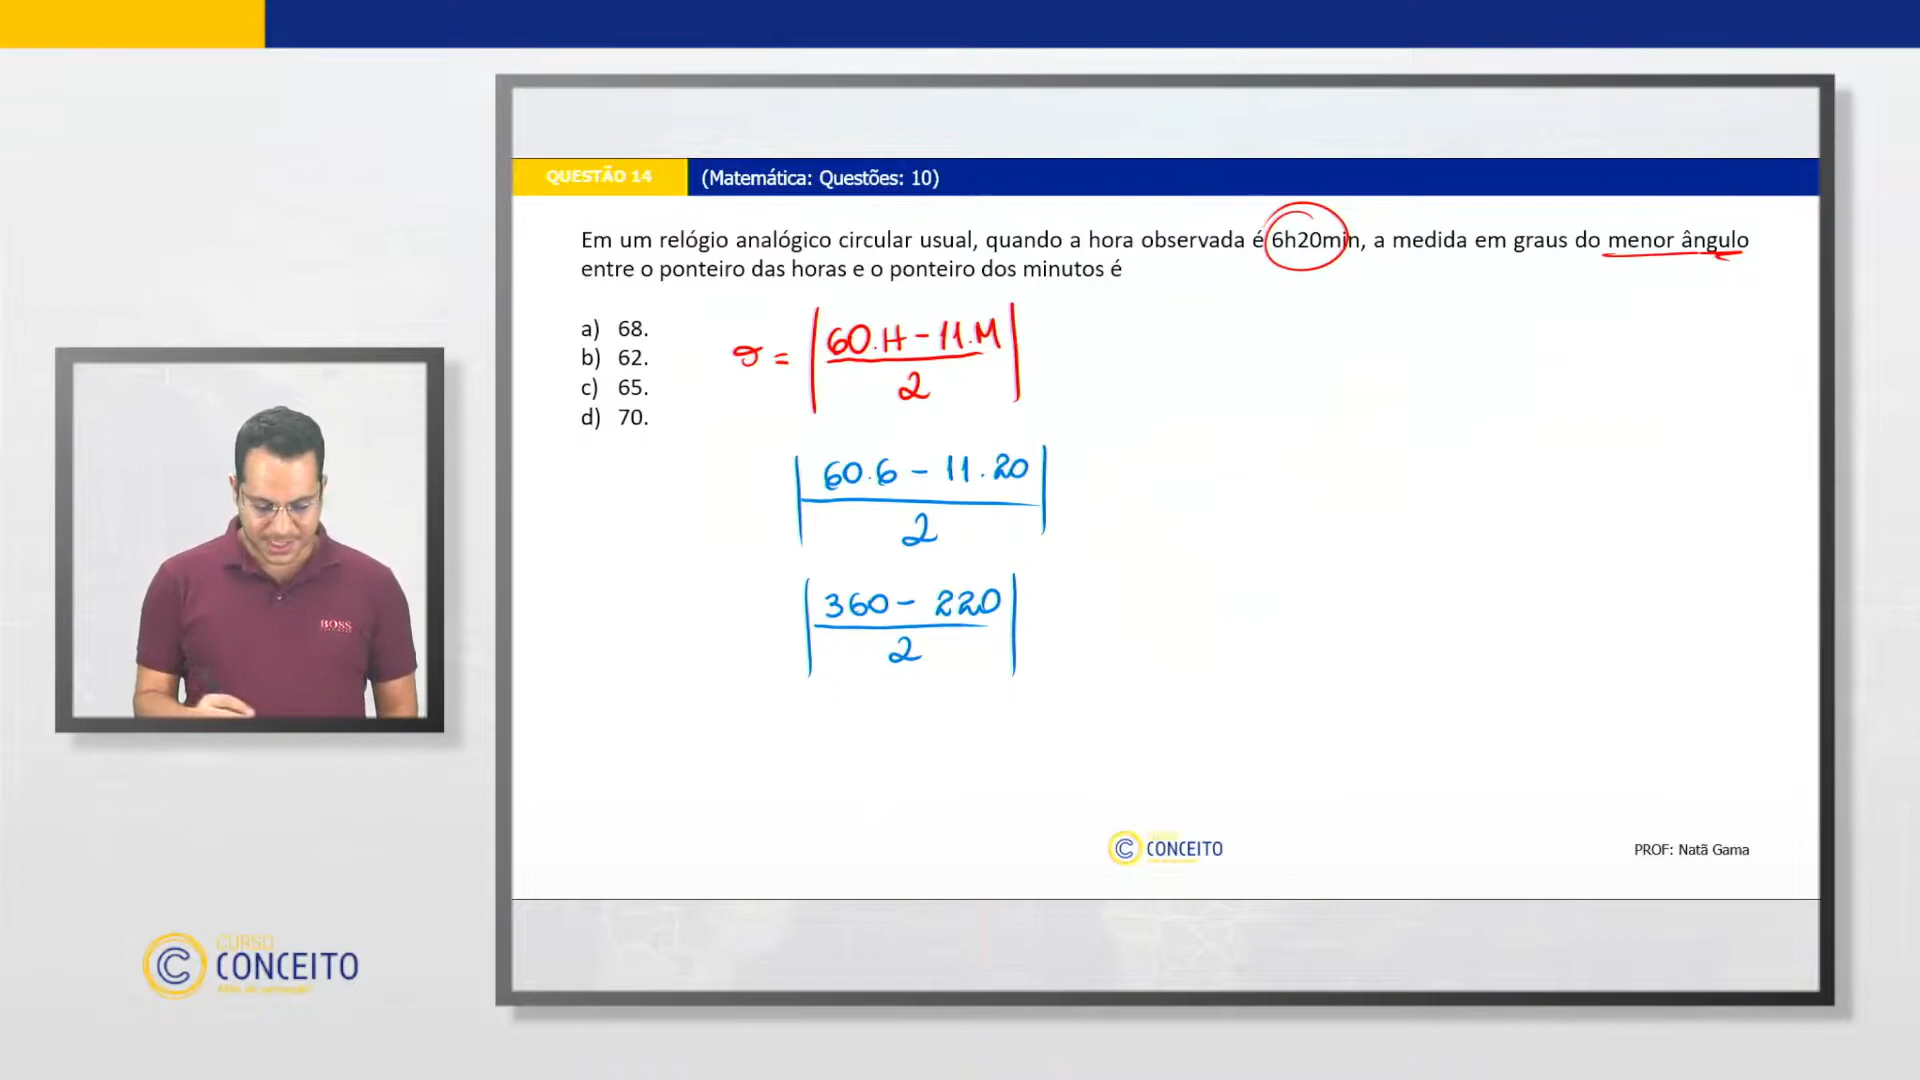 QUESTÃO 14
(Matemática: Questões: 10)
Em um relógio analógico circular usual, quando a hora observada é 6h20min, a medida em graus do menor ângulo
entre o ponteiro das horas e o ponteiro dos minutos é
a) 68.
b) 62.
c) 65.
d) 70.
60.H - 11.M
=
2
60.6 - 11.20
2
360 - 220
2
BOSS
CONCEITO
PROF: Natã Gama
CURSO
CONCEITO